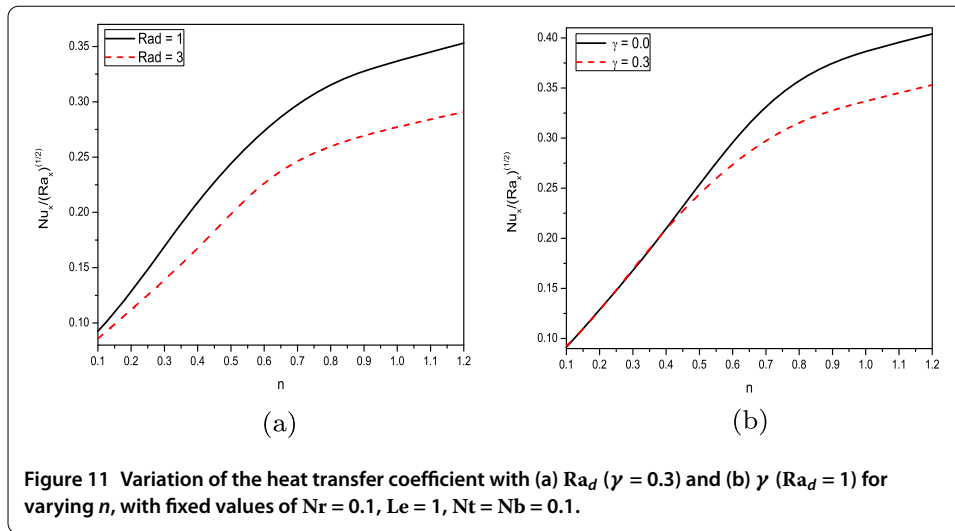 Rad = 1
Rad = 3
0.35
0.30
0.25
0.20
0.15
0.10
Nu_x/(Ra_x)^(1/2)
0.1 0.2 0.3 0.4 0.5 0.6 0.7 0.8 0.9 1.0 1.1 1.2
n
(a)
γ = 0.0
γ = 0.3
0.40
0.35
0.30
0.25
0.20
0.15
0.10
Nu_x/(Ra_x)^(1/2)
0.1 0.2 0.3 0.4 0.5 0.6 0.7 0.8 0.9 1.0 1.1 1.2
n
(b)
Figure 11 Variation of the heat transfer coefficient with (a) Ra_d (γ = 0.3) and (b) γ (Ra_d = 1) for
varying n, with fixed values of Nr = 0.1, Le = 1, Nt = Nb = 0.1.